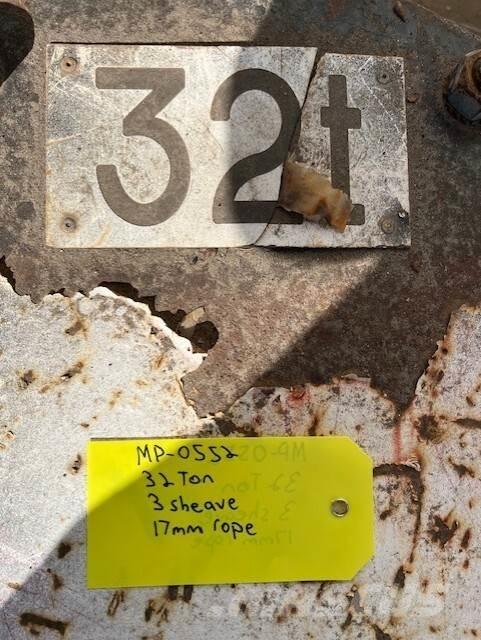 32t
MP-0552
32 Ton
3 sheave
17mm rope